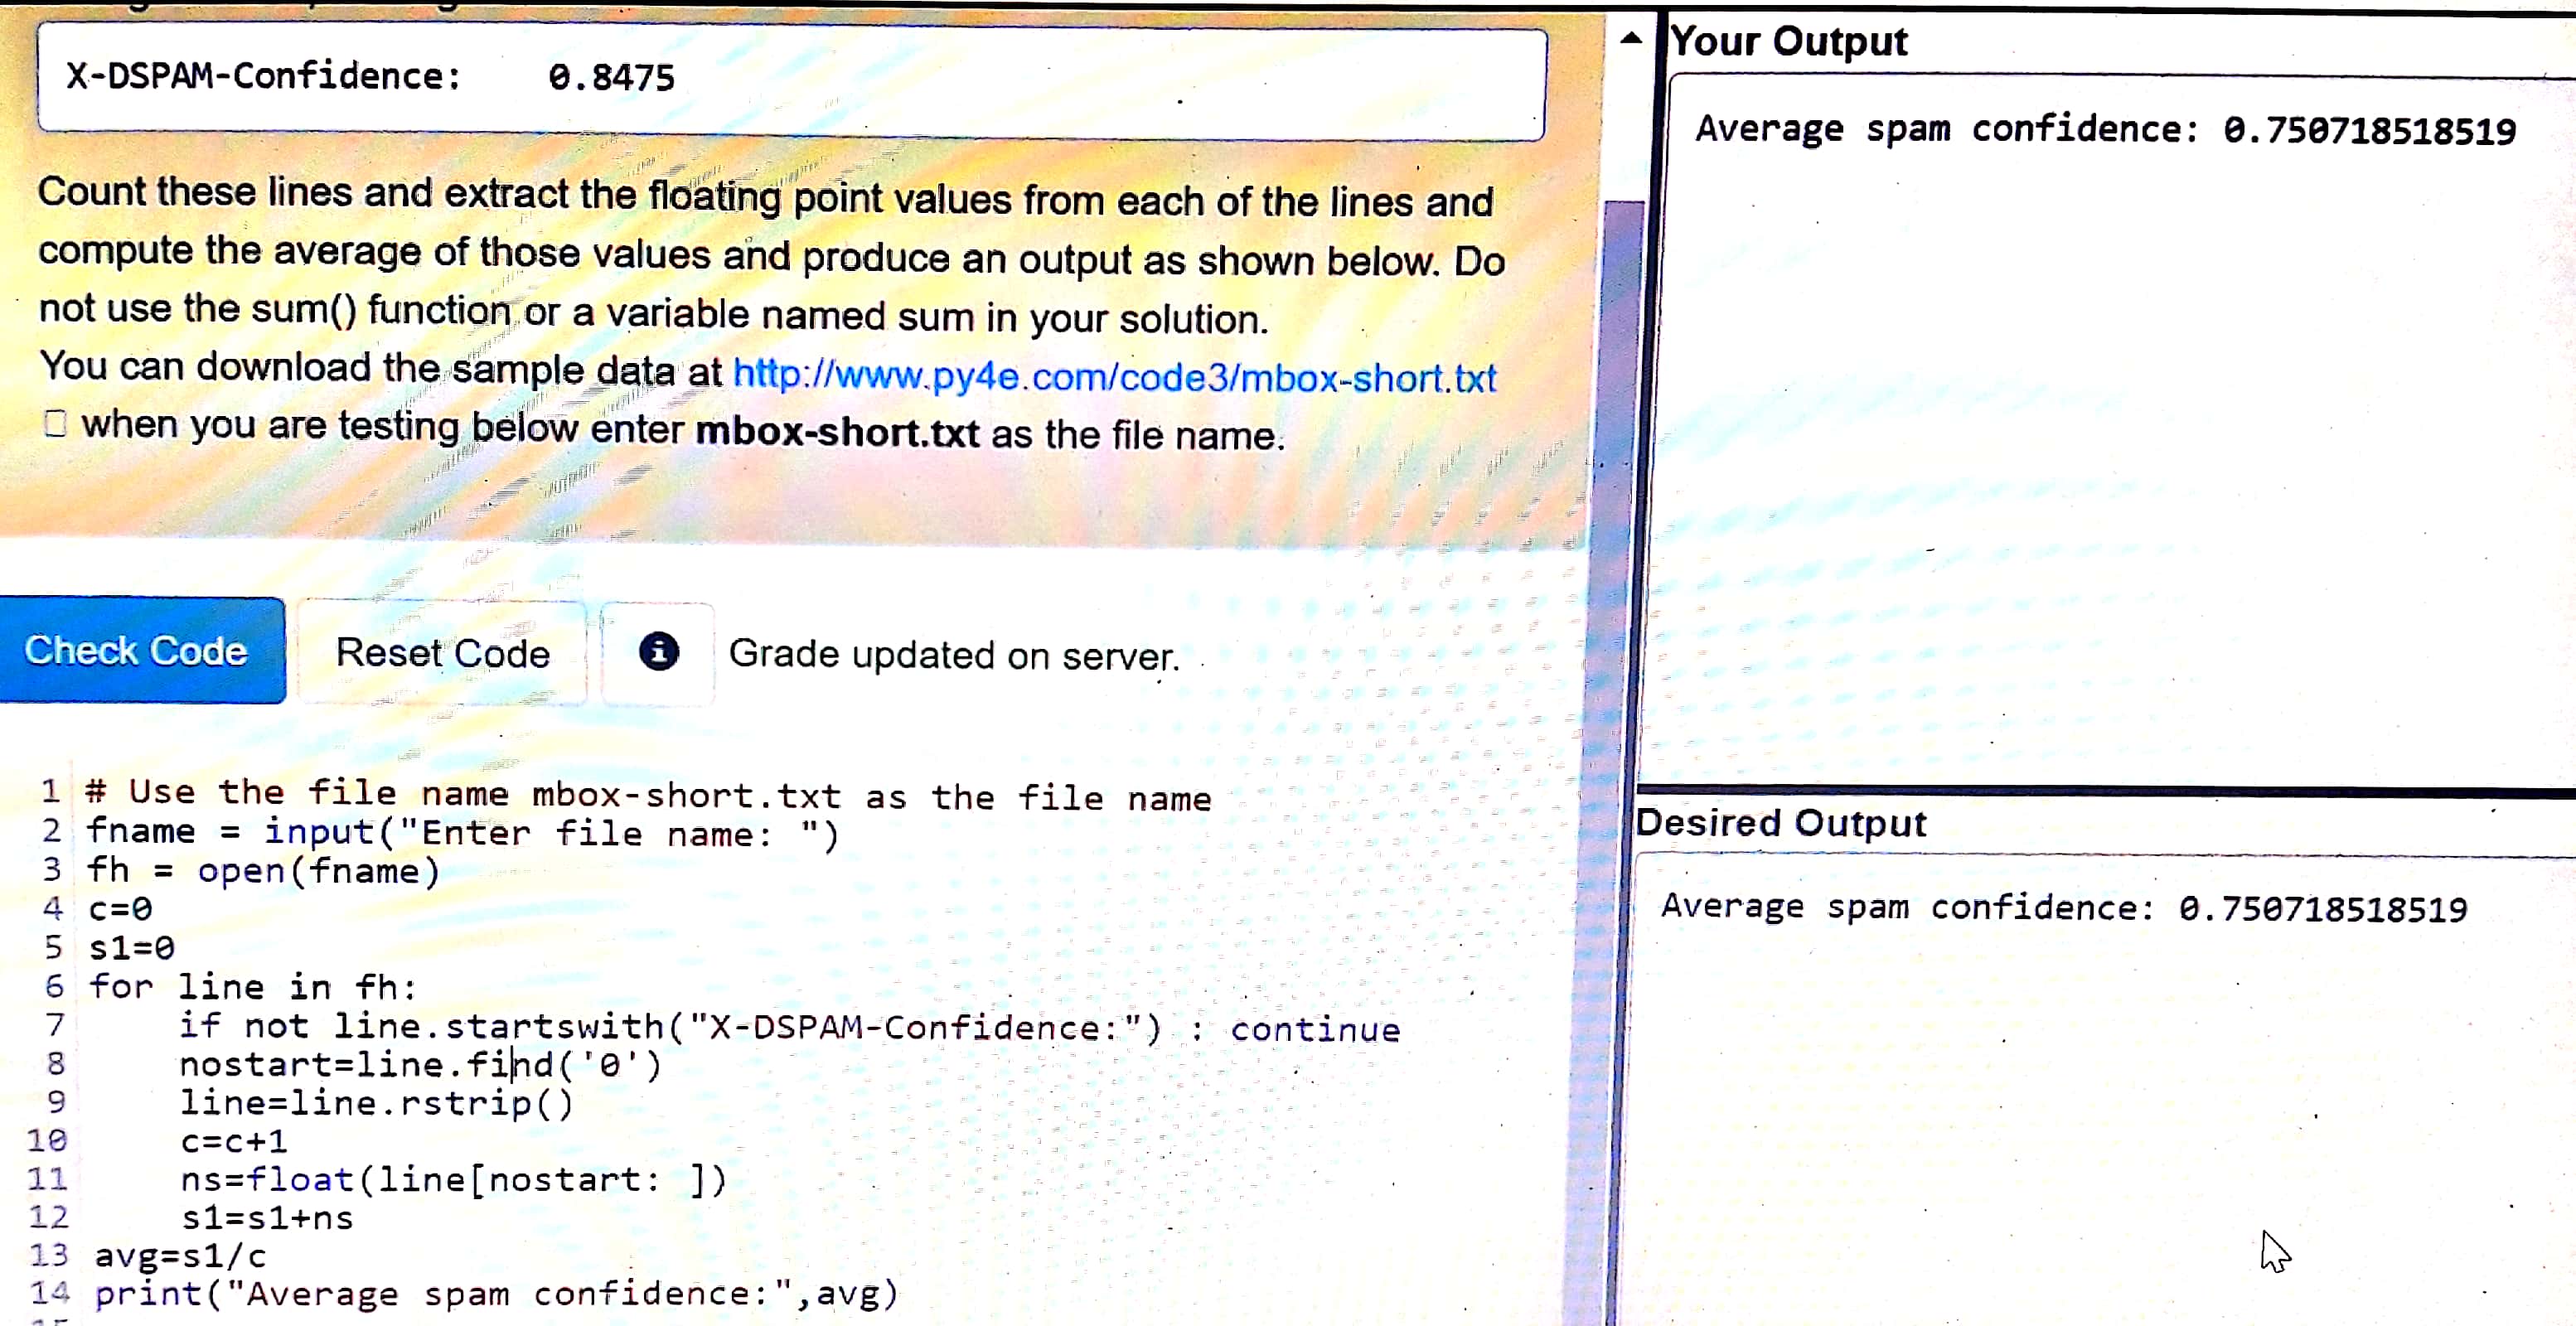 X-DSPAM-Confidence:    0.8475
Count these lines and extract the floating point values from each of the lines and
compute the average of those values and produce an output as shown below. Do
not use the sum() function or a variable named sum in your solution.
You can download the sample data at http://www.py4e.com/code3/mbox-short.txt
when you are testing below enter mbox-short.txt as the file name.
Check Code
Reset Code
Grade updated on server.
1 # Use the file name mbox-short.txt as the file name
2 fname = input("Enter file name: ")
3 fh = open(fname)
4 c=0
5 s1=0
6 for line in fh:
7     if not line.startswith("X-DSPAM-Confidence:") : continue
8     nostart=line.find('0')
9     line=line.rstrip()
10     c=c+1
11     ns=float(line[nostart: ])
12     s1=s1+ns
13 avg=s1/c
14 print("Average spam confidence:",avg)
Your Output
Average spam confidence: 0.750718518519
Desired Output
Average spam confidence: 0.750718518519